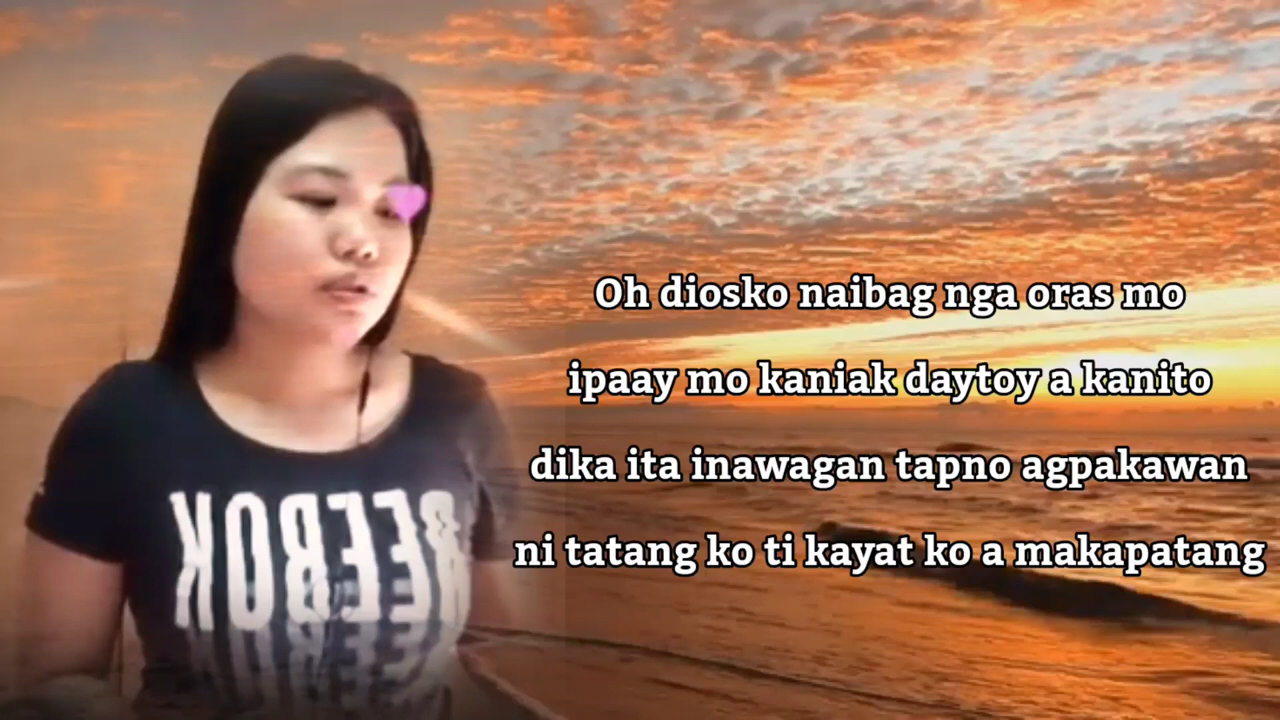 Oh diosko naibag nga oras mo
ipaay mo kaniak daytoy a kanito
dika ita inawagan tapno agpakawan
ni tatang ko ti kayat ko a makapatang
REEBOK
REEBOK